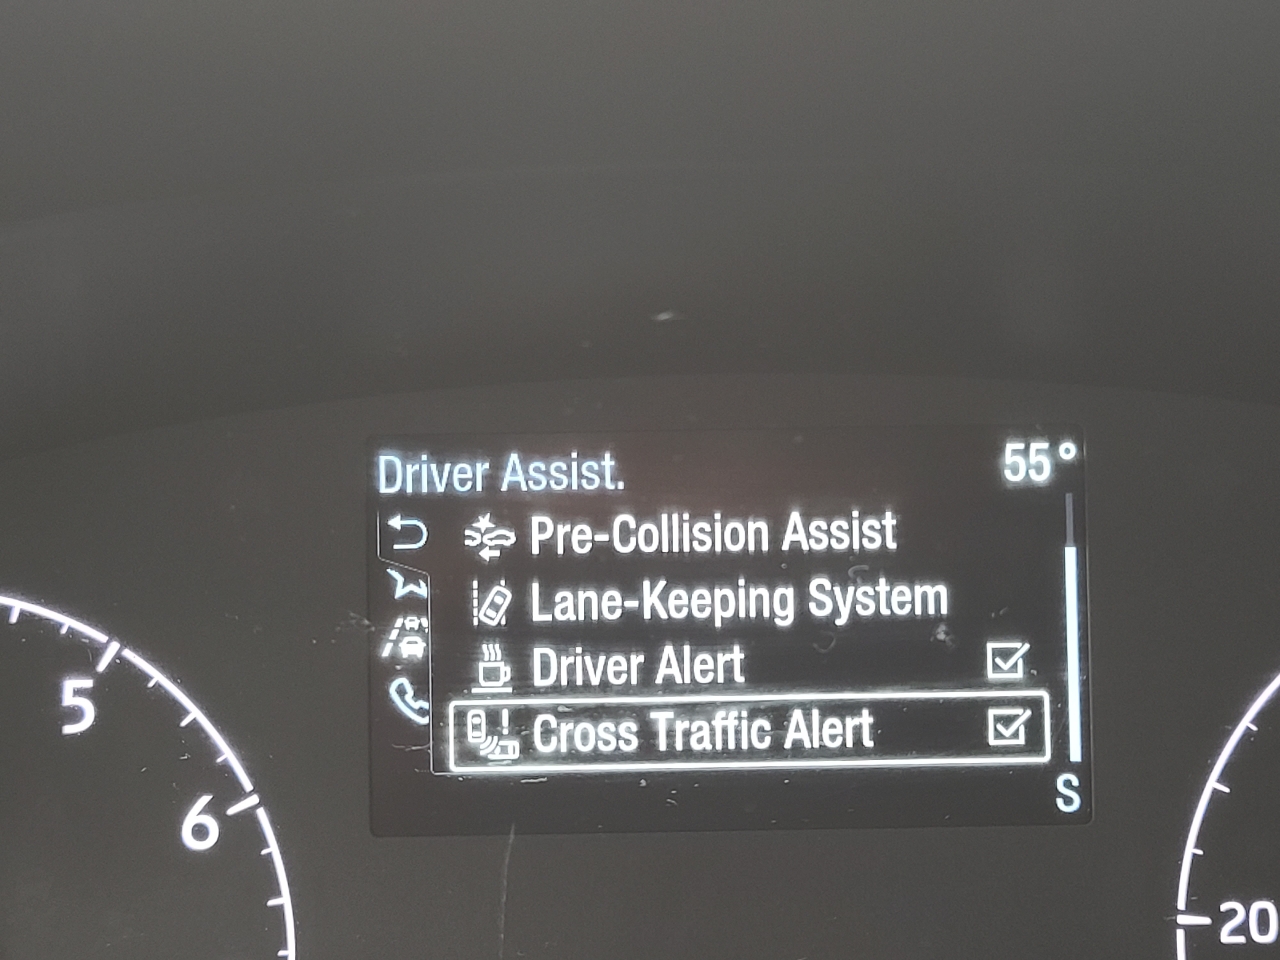 Driver Assist. 55°
Pre-Collision Assist
Lane-Keeping System
Driver Alert
Cross Traffic Alert
S
5
6
20